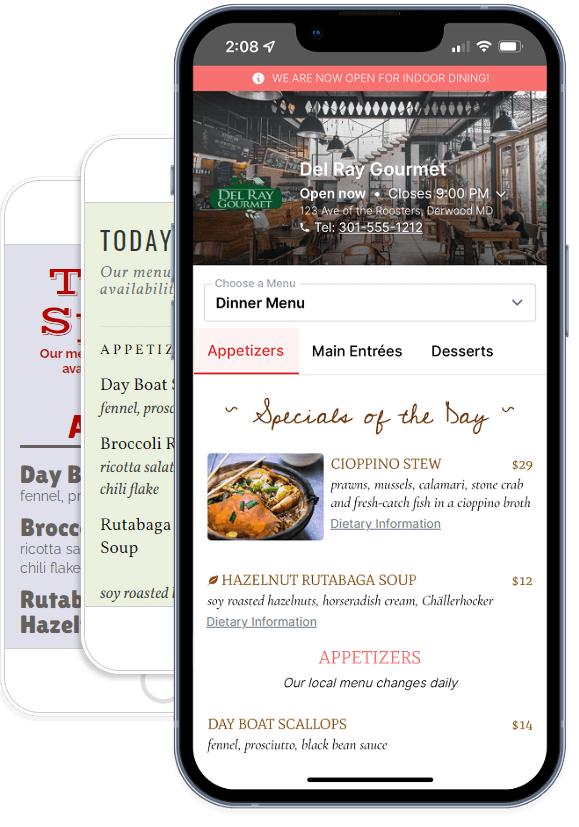 2:08
WE ARE NOW OPEN FOR INDOOR DINING!
Del Ray Gourmet
DEL RAY
GOURMET
Open now • Closes 9:00 PM
123 Ave of the Roosters, Derwood MD
Tel: 301-555-1212
Choose a Menu
Dinner Menu
Appetizers Main Entrées Desserts
~ Specials of the Day ~
CIOPPINO STEW $29
prawns, mussels, calamari, stone crab
and fresh-catch fish in a cioppino broth
Dietary Information
HAZELNUT RUTABAGA SOUP $12
soy roasted hazelnuts, horseradish cream, Chällerhocker
Dietary Information
APPETIZERS
Our local menu changes daily
DAY BOAT SCALLOPS $14
fennel, prosciutto, black bean sauce
TODAY
Our menu
availabilit
APPETIZ
Day Boat S
fennel, prosc
Broccoli R
ricotta salat
chili flake
Rutabaga
Soup
soy roasted h
T
Sp
Our me
ava
A
Day B
fennel, pr
Brocc
ricotta sa
chili flake
Rutab
Hazel